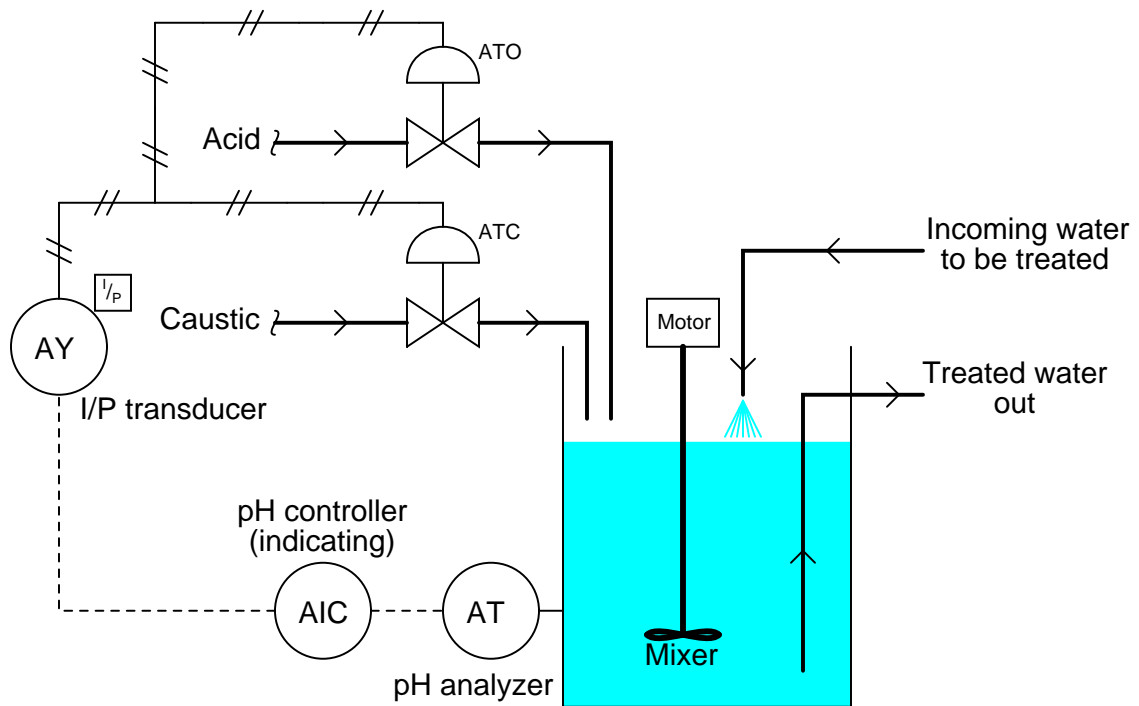 ATO
Acid
ATC
I/P
Caustic
AY
I/P transducer
Motor
Incoming water
to be treated
Treated water
out
pH controller
(indicating)
AIC
AT
Mixer
pH analyzer